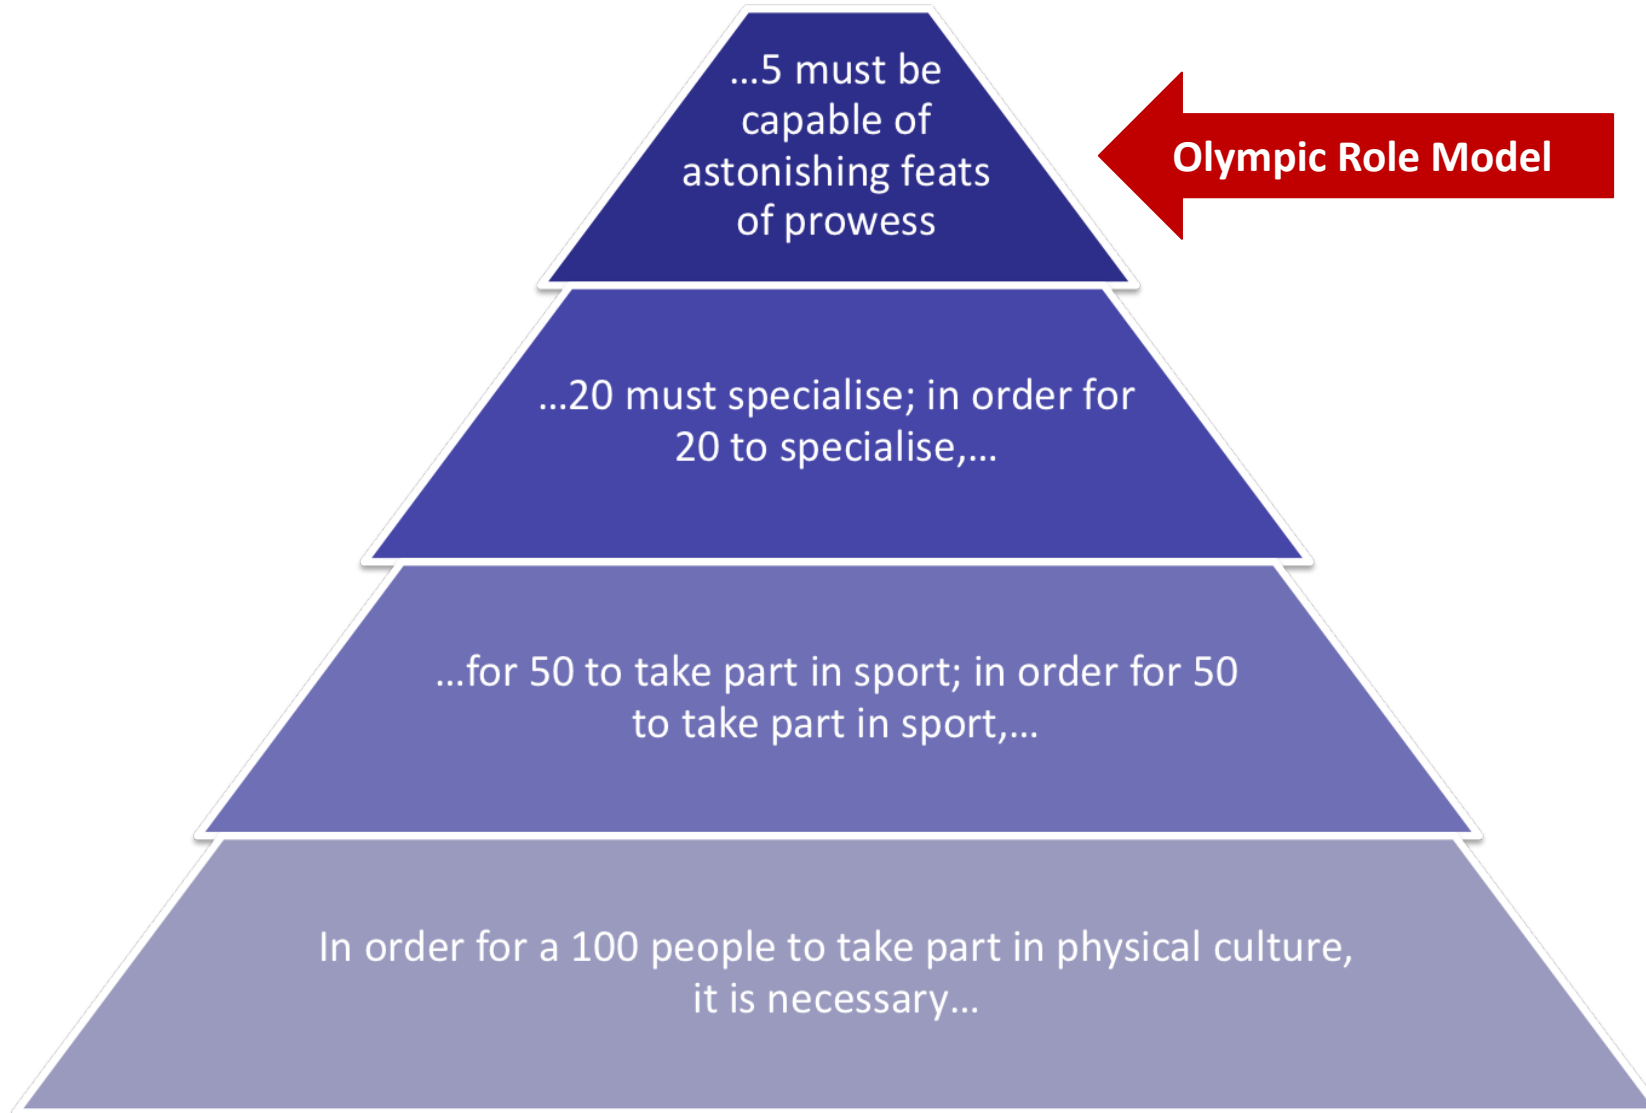 …5 must be
capable of
astonishing feats
of prowess
Olympic Role Model
…20 must specialise; in order for
20 to specialise,…
…for 50 to take part in sport; in order for 50
to take part in sport,…
In order for a 100 people to take part in physical culture,
it is necessary…